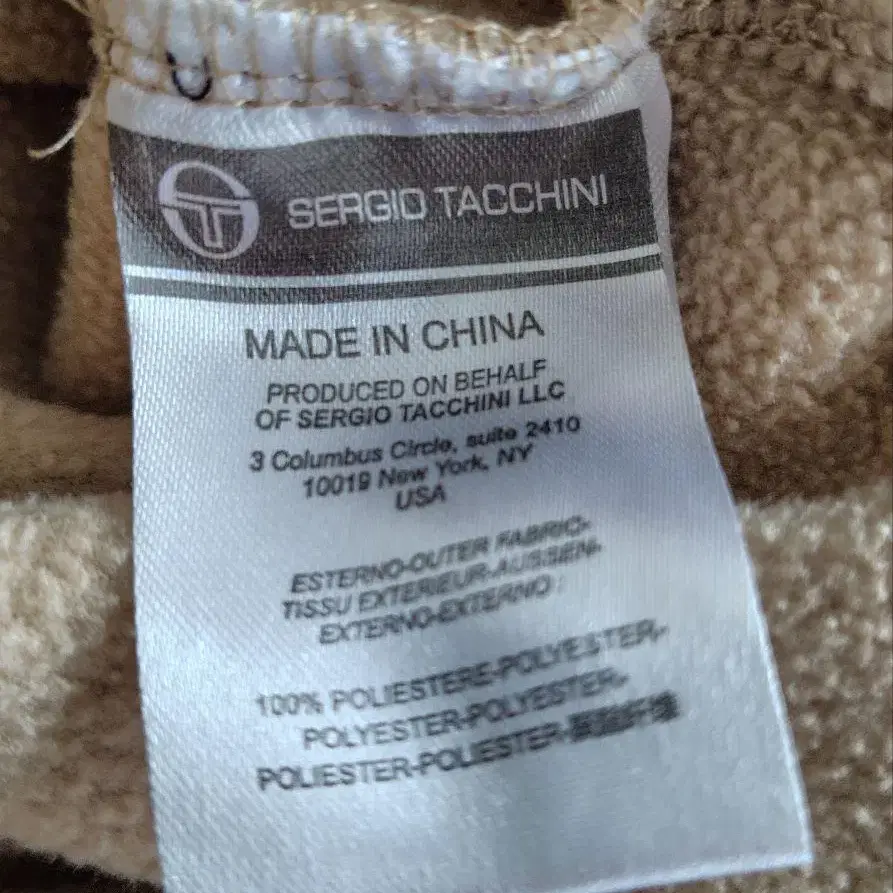 SERGIO TACCHINI
MADE IN CHINA
PRODUCED ON BEHALF
OF SERGIO TACCHINI LLC
3 Columbus Circle, suite 2410
10019 New York, NY
USA
ESTERNO-OUTER FABRIC-
TISSU EXTERIEUR-AUSSEN-
EXTERNO-EXTERNO :
100% POLIESTERE-POLYESTER-
POLYESTER-POLYESTER-
POLIESTER-POLIESTER-